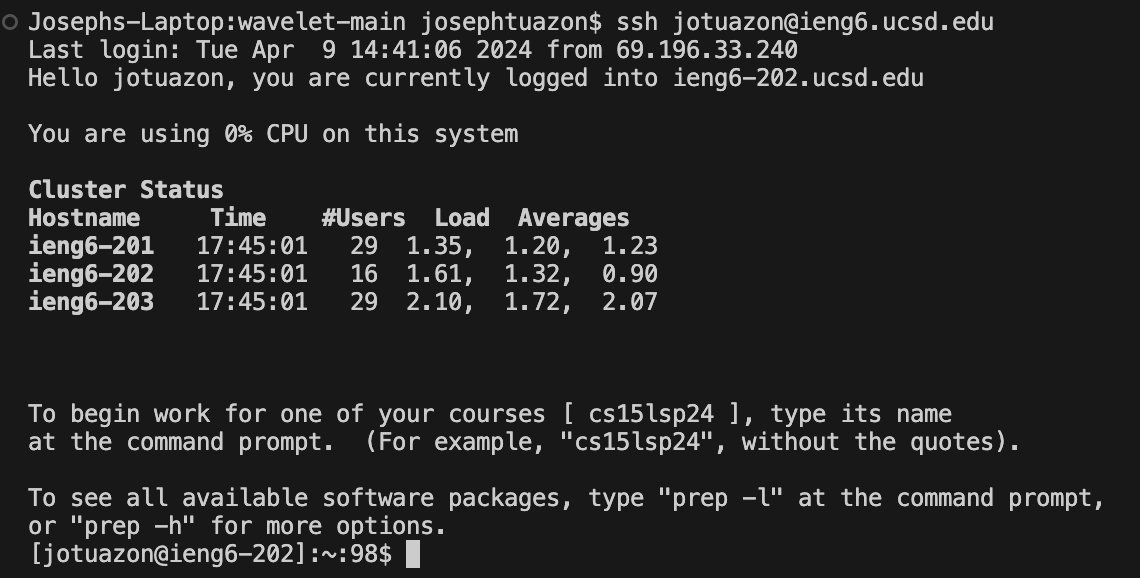 Josephs-Laptop:wavelet-main josephtuazon$ ssh jotuazon@ieng6.ucsd.edu
Last login: Tue Apr  9 14:41:06 2024 from 69.196.33.240
Hello jotuazon, you are currently logged into ieng6-202.ucsd.edu
You are using 0% CPU on this system
Cluster Status
Hostname     Time    #Users  Load  Averages
ieng6-201   17:45:01   29  1.35,  1.20,  1.23
ieng6-202   17:45:01   16  1.61,  1.32,  0.90
ieng6-203   17:45:01   29  2.10,  1.72,  2.07
To begin work for one of your courses [ cs15lsp24 ], type its name
at the command prompt.  (For example, "cs15lsp24", without the quotes).
To see all available software packages, type "prep -l" at the command prompt,
or "prep -h" for more options.
[jotuazon@ieng6-202]:~:98$